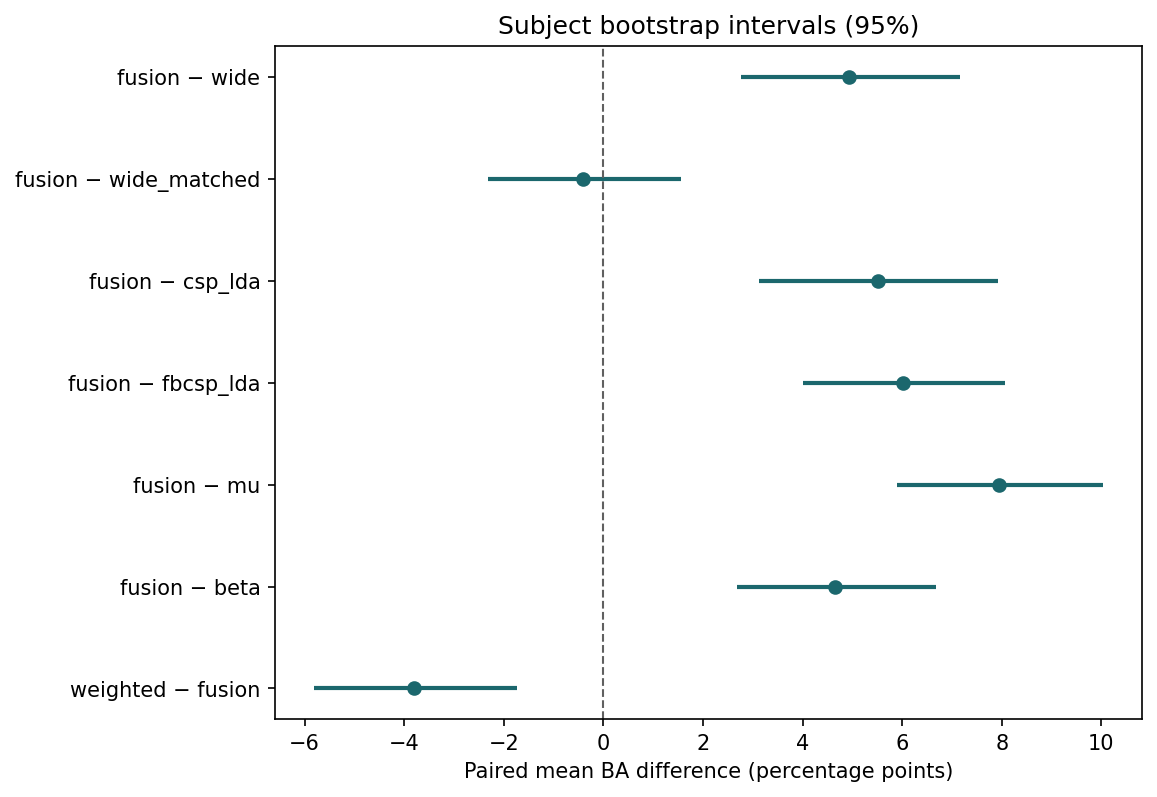 Subject bootstrap intervals (95%)
fusion − wide
fusion − wide_matched
fusion − csp_lda
fusion − fbcsp_lda
fusion − mu
fusion − beta
weighted − fusion
−6 −4 −2 0 2 4 6 8 10
Paired mean BA difference (percentage points)